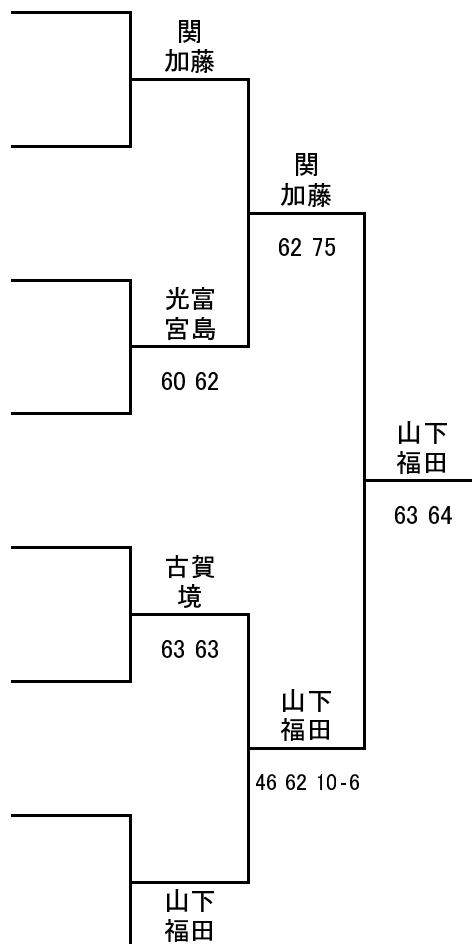 関
加藤
関
加藤
62 75
光富
宮島
60 62
山下
福田
63 64
古賀
境
63 63
山下
福田
46 62 10-6
山下
福田